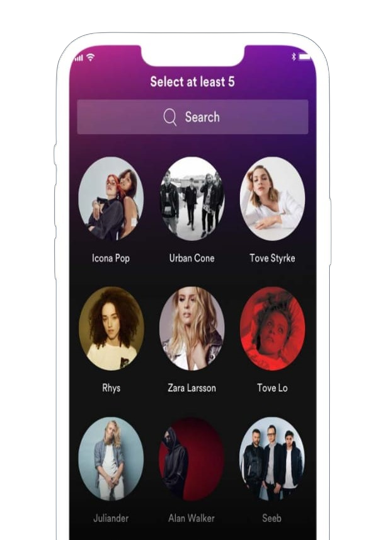 Select at least 5
Search
Icona Pop
Urban Cone
Tove Styrke
Rhys
Zara Larsson
Tove Lo
Juliander
Alan Walker
Seeb